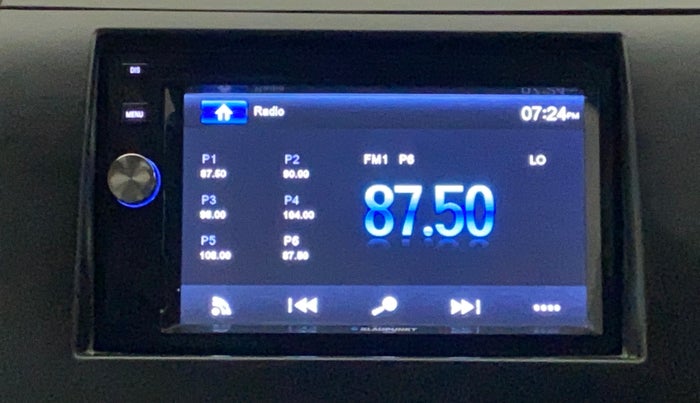 DIS
MENU
Radio
07:24PM
P1 P2 FM1 P6 LO
87.50 90.00
87.50
P3 P4
98.00 104.00
P5 P6
108.00 87.50
BLAUPUNKT